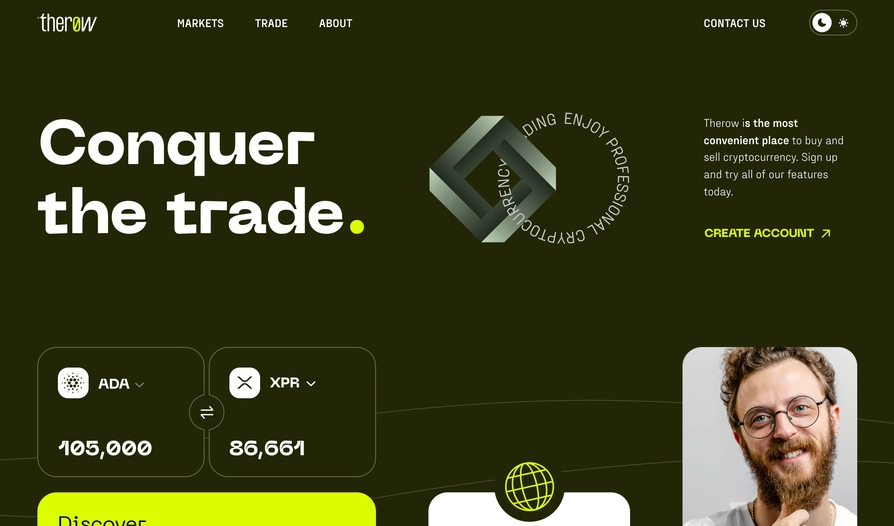 therow
MARKETS
TRADE
ABOUT
CONTACT US
Conquer
the trade.
ENJOY PROFESSIONAL CRYPTOCURRENCY
Therow is the most
convenient place to buy and
sell cryptocurrency. Sign up
and try all of our features
today.
CREATE ACCOUNT
ADA
XPR
105,000
86,661
Discover